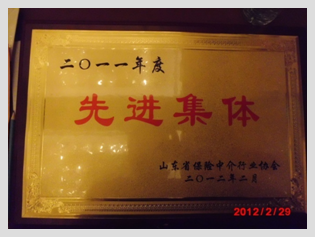 二〇一一年度
先进集体
山东省保险中介行业协会
二〇一二年二月
2012/2/29